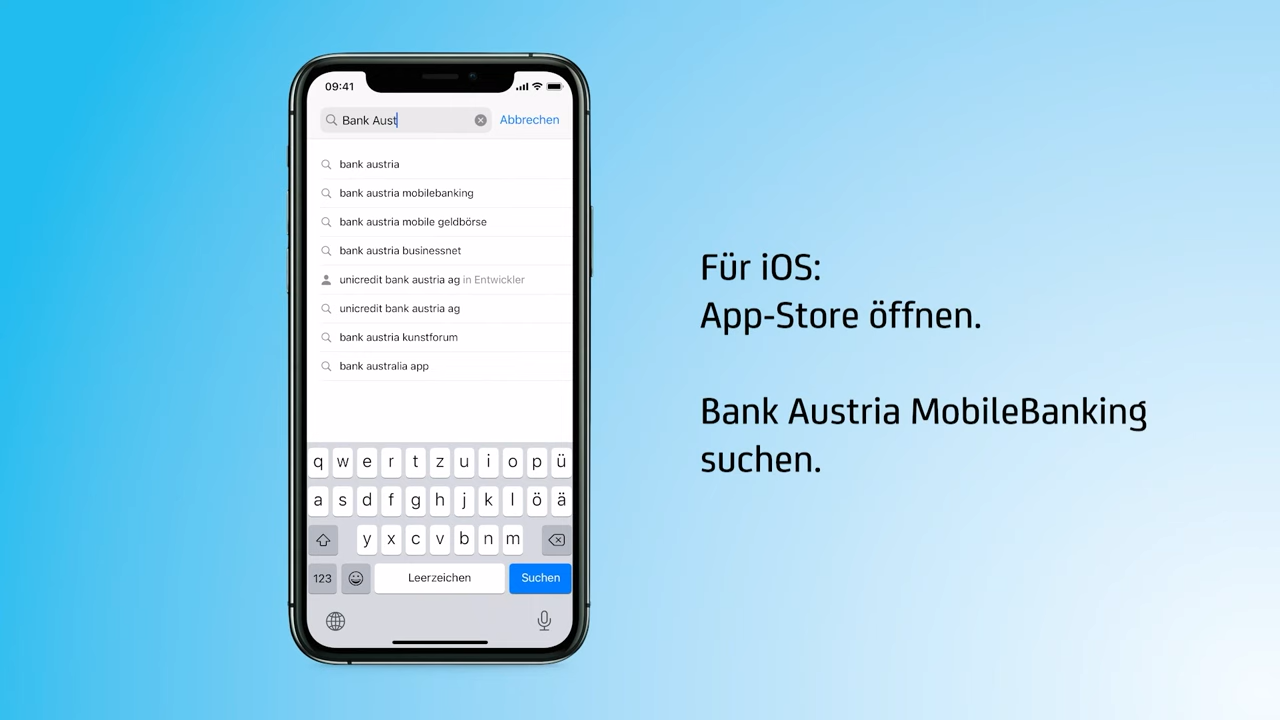 09:41
Bank Aust
Abbrechen
bank austria
bank austria mobilebanking
bank austria mobile geldbörse
bank austria businessnet
unicredit bank austria ag in Entwickler
unicredit bank austria ag
bank austria kunstforum
bank australia app
q w e r t z u i o p ü
a s d f g h j k l ö ä
y x c v b n m
123 Leerzeichen Suchen
Für iOS:
App-Store öffnen.
Bank Austria MobileBanking
suchen.